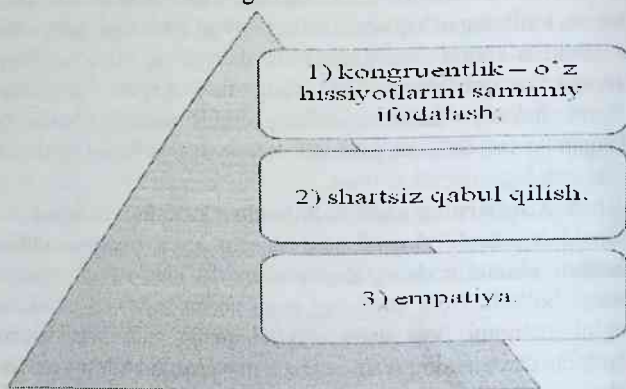 1) kongruentlik – o‘z
hissiyotlarini samimiy
ifodalash;
2) shartsiz qabul qilish.
3) empatiya.